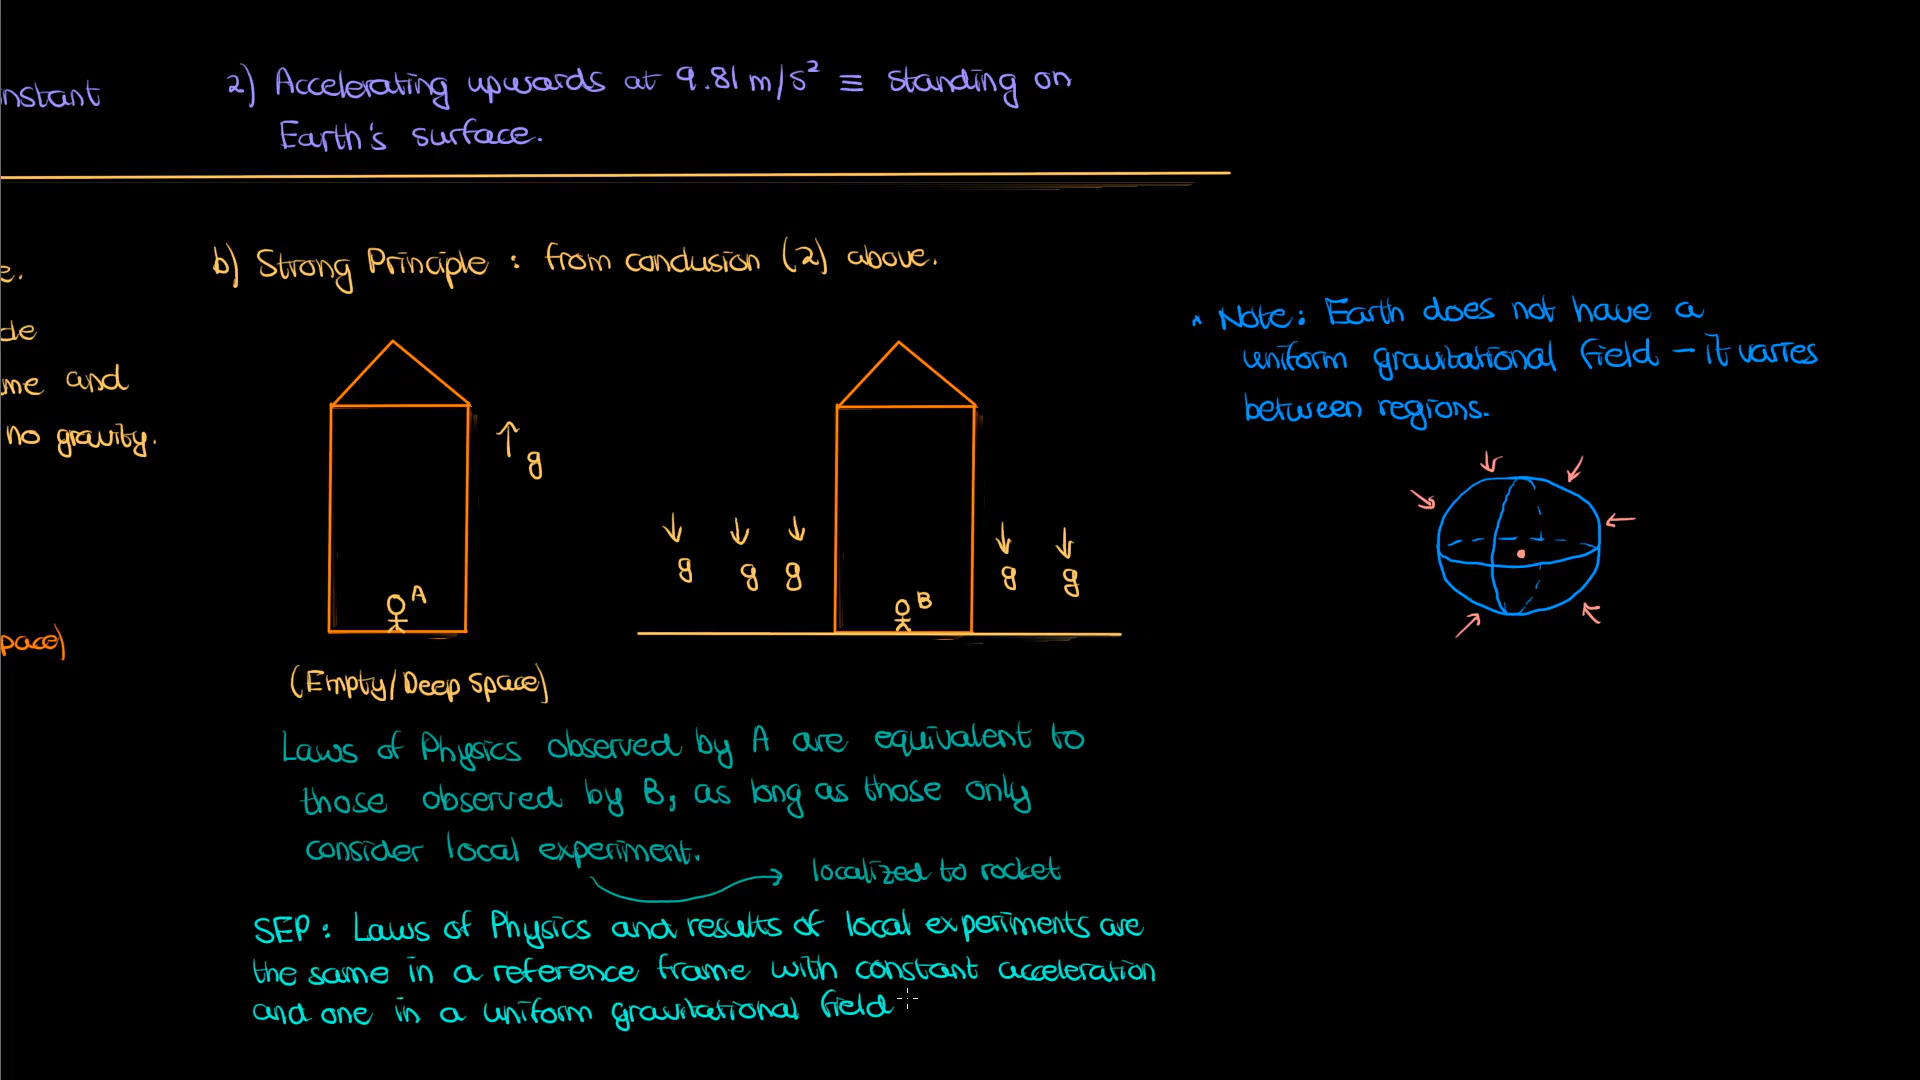 nstant
2) Accelerating upwards at 9.81 m/s² ≡ standing on
Earth's surface.
e.
de
me and
no gravity.
pace)
b) Strong Principle : from conclusion (2) above.
↑ g
A
(Empty/Deep Space)
↓ ↓ ↓
g g g
B
↓ ↓
g g
* Note: Earth does not have a
uniform gravitational field - it varies
between regions.
Laws of Physics observed by A are equivalent to
those observed by B, as long as those only
consider local experiment.
→ localized to rocket
SEP : Laws of Physics and results of local experiments are
the same in a reference frame with constant acceleration
and one in a uniform gravitational field